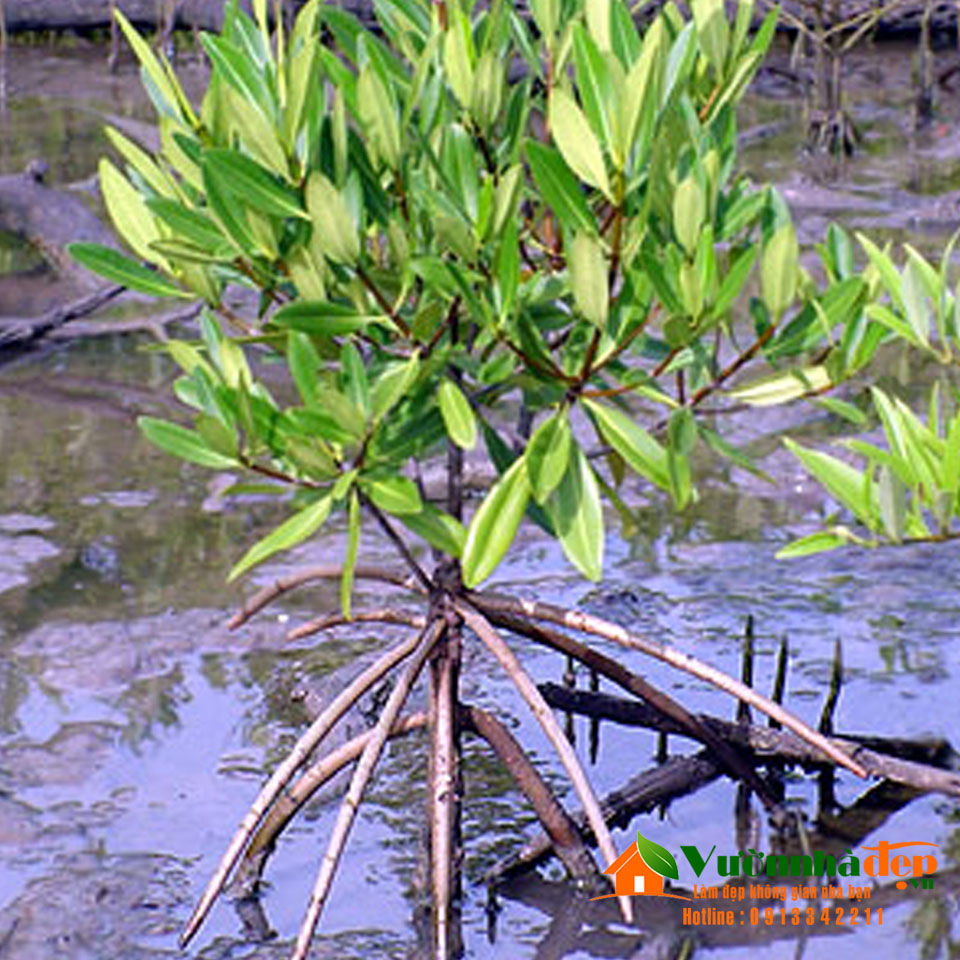 Vườnnhàđẹp.vn
Làm đẹp không gian nhà bạn
Hotline : 0913342211